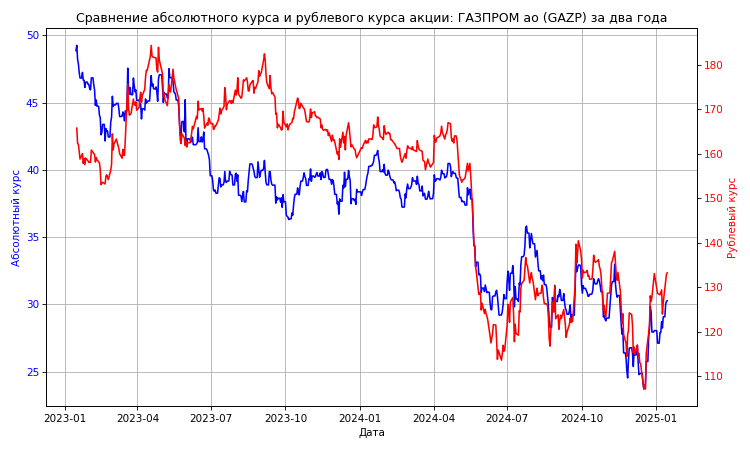 Сравнение абсолютного курса и рублевого курса акции: ГАЗПРОМ ао (GAZP) за два года
50
45
40
35
30
25
Абсолютный курс
180
170
160
150
140
130
120
110
Рублевый курс
2023-01 2023-04 2023-07 2023-10 2024-01 2024-04 2024-07 2024-10 2025-01
Дата